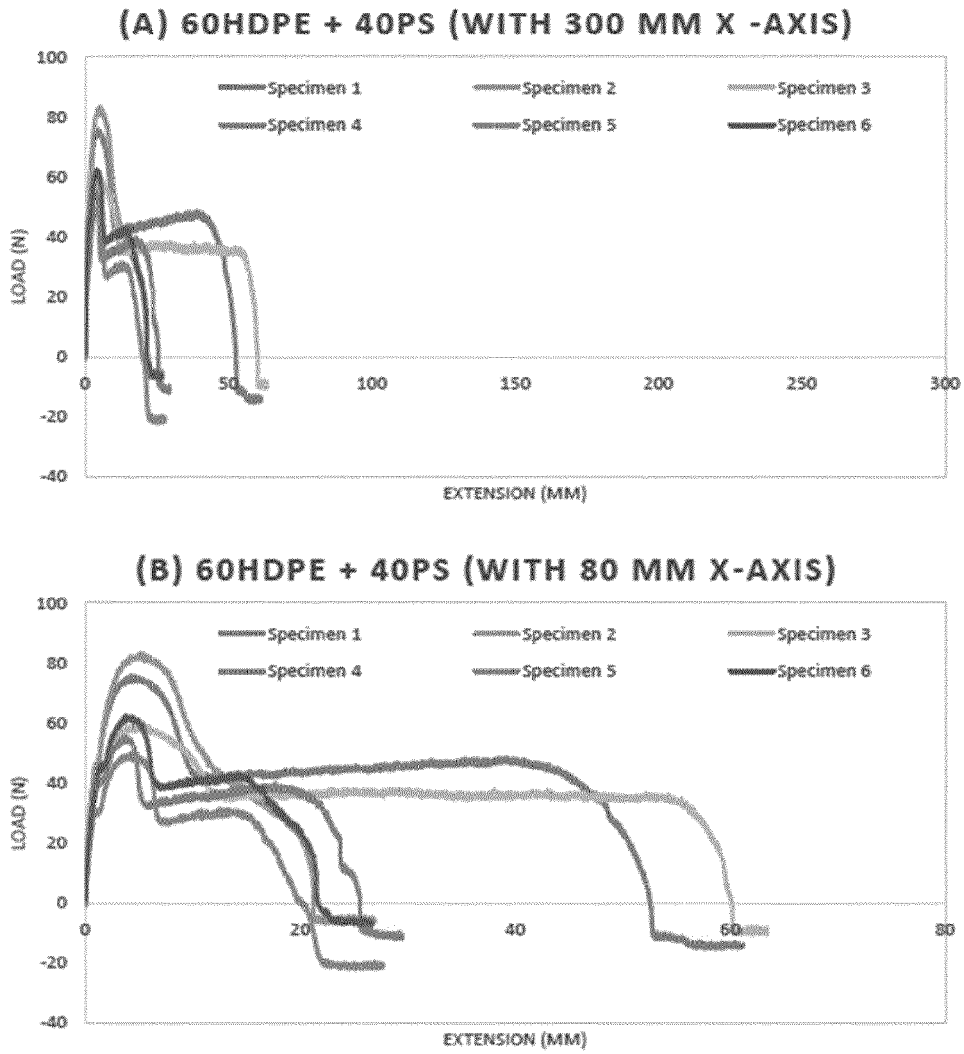 (A) 60HDPE + 40PS (WITH 300 MM X -AXIS)
100
80
60
40
20
0
-20
-40
LOAD (N)
Specimen 1
Specimen 2
Specimen 3
Specimen 4
Specimen 5
Specimen 6
0
50
100
150
200
250
300
EXTENSION (MM)
(B) 60HDPE + 40PS (WITH 80 MM X-AXIS)
100
80
60
40
20
0
-20
-40
LOAD (N)
Specimen 1
Specimen 2
Specimen 3
Specimen 4
Specimen 5
Specimen 6
0
20
40
60
80
EXTENSION (MM)